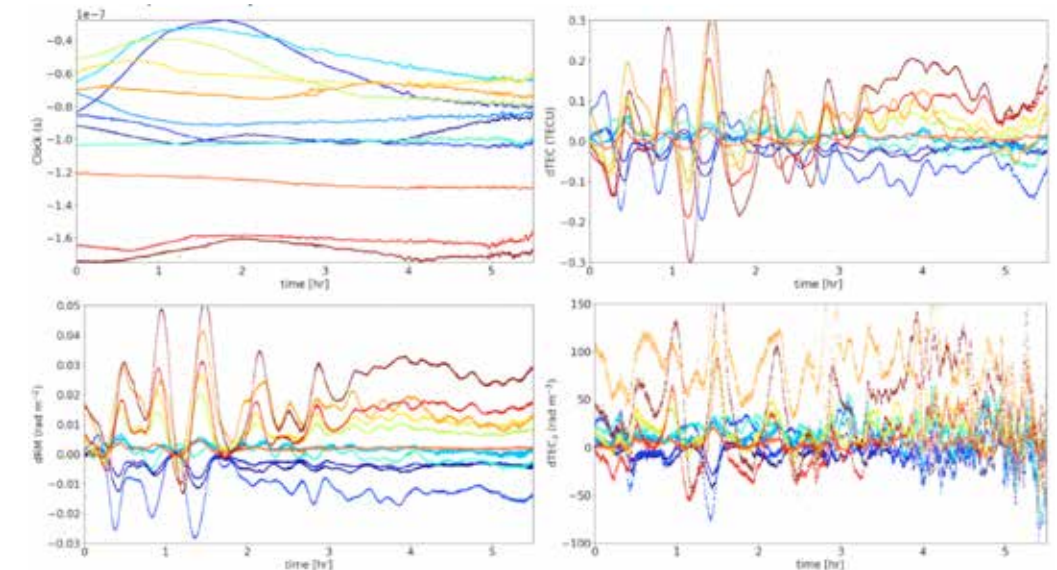 1e−7
−0.4
−0.6
−0.8
−1.0
−1.2
−1.4
−1.6
Clock (s)
0 1 2 3 4 5
time [hr]
0.3
0.2
0.1
0.0
−0.1
−0.2
−0.3
dTEC (TECU)
0 1 2 3 4 5
time [hr]
0.05
0.04
0.03
0.02
0.01
0.00
−0.01
−0.02
−0.03
dRM (rad m⁻²)
0 1 2 3 4 5
time [hr]
150
100
50
0
−50
−100
dTEC₃ (rad m⁻³)
0 1 2 3 4 5
time [hr]